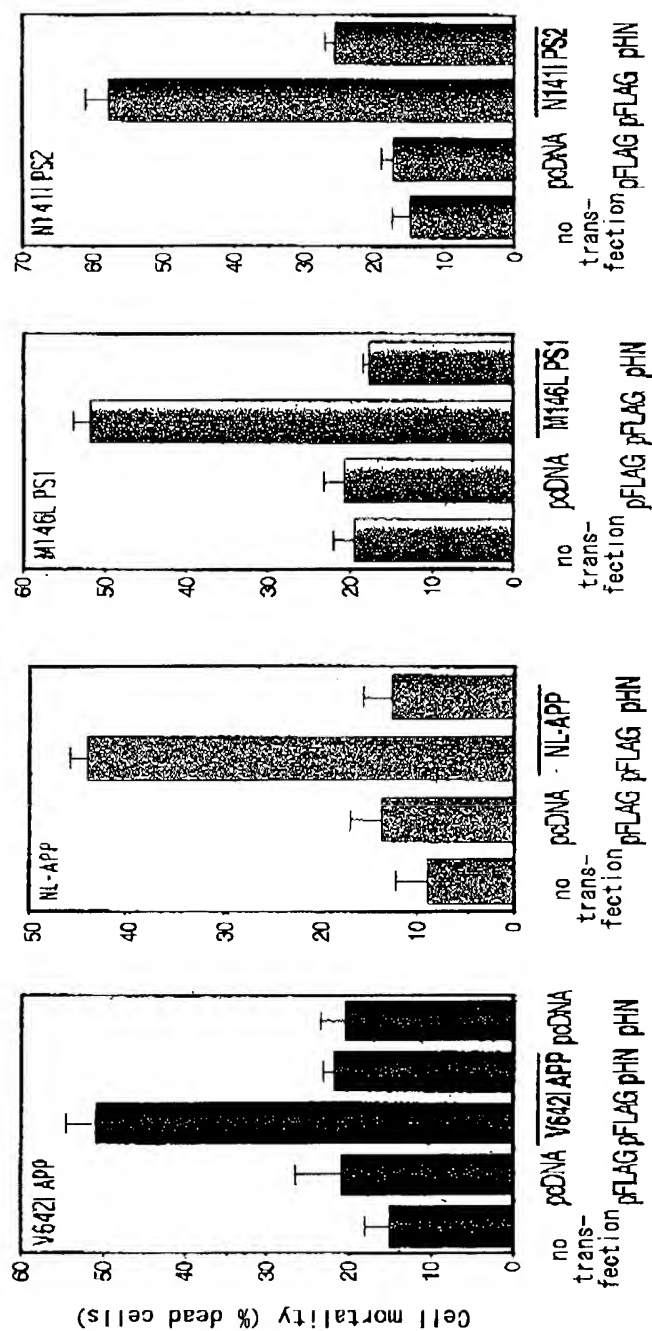 Cell mortality (% dead cells)
V642I APP
60
50
40
30
20
10
0
no trans-fection
pcDNA V642I APP pcDNA
pFLAG pFLAG pHN pHN
NL-APP
50
40
30
20
10
0
no trans-fection
pcDNA NL-APP
pFLAG pFLAG pHN
M146L PS1
60
50
40
30
20
10
0
no trans-fection
pcDNA M146L PS1
pFLAG pFLAG pHN
N141I PS2
70
60
50
40
30
20
10
0
no trans-fection
pcDNA N141I PS2
pFLAG pFLAG pHN